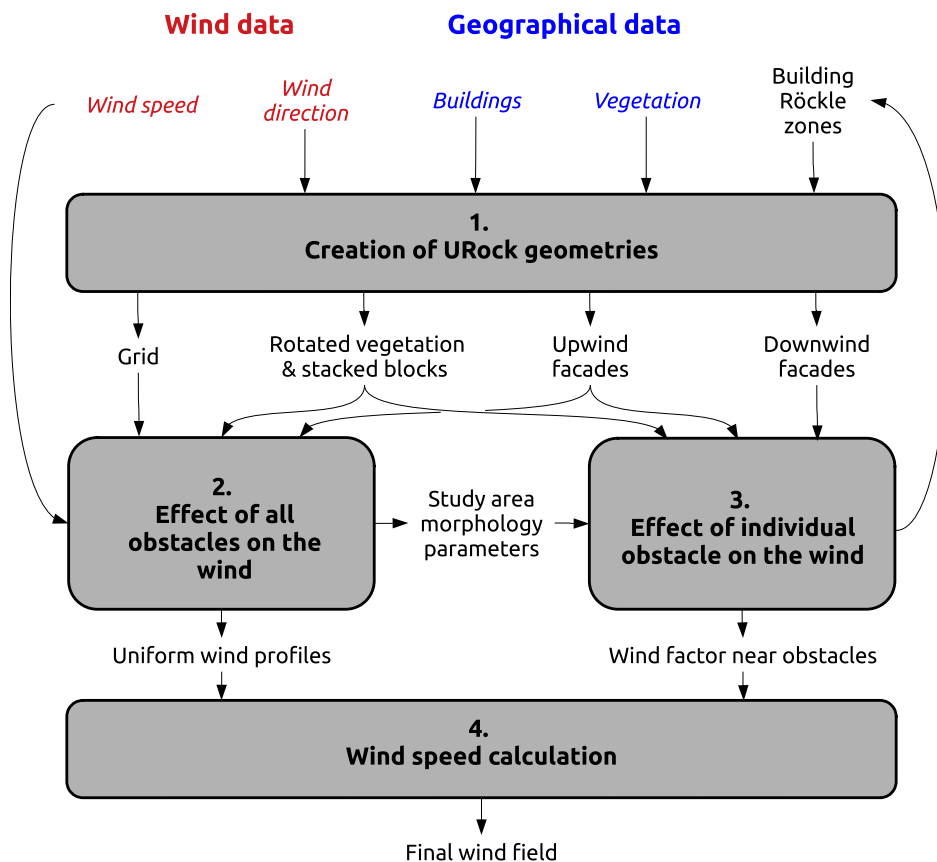 Wind data
Geographical data
Wind speed
Wind
direction
Buildings
Vegetation
Building
Röckle
zones
1.
Creation of URock geometries
Grid
Rotated vegetation
& stacked blocks
Upwind
facades
Downwind
facades
2.
Effect of all
obstacles on the
wind
Study area
morphology
parameters
3.
Effect of individual
obstacle on the wind
Uniform wind profiles
Wind factor near obstacles
4.
Wind speed calculation
Final wind field